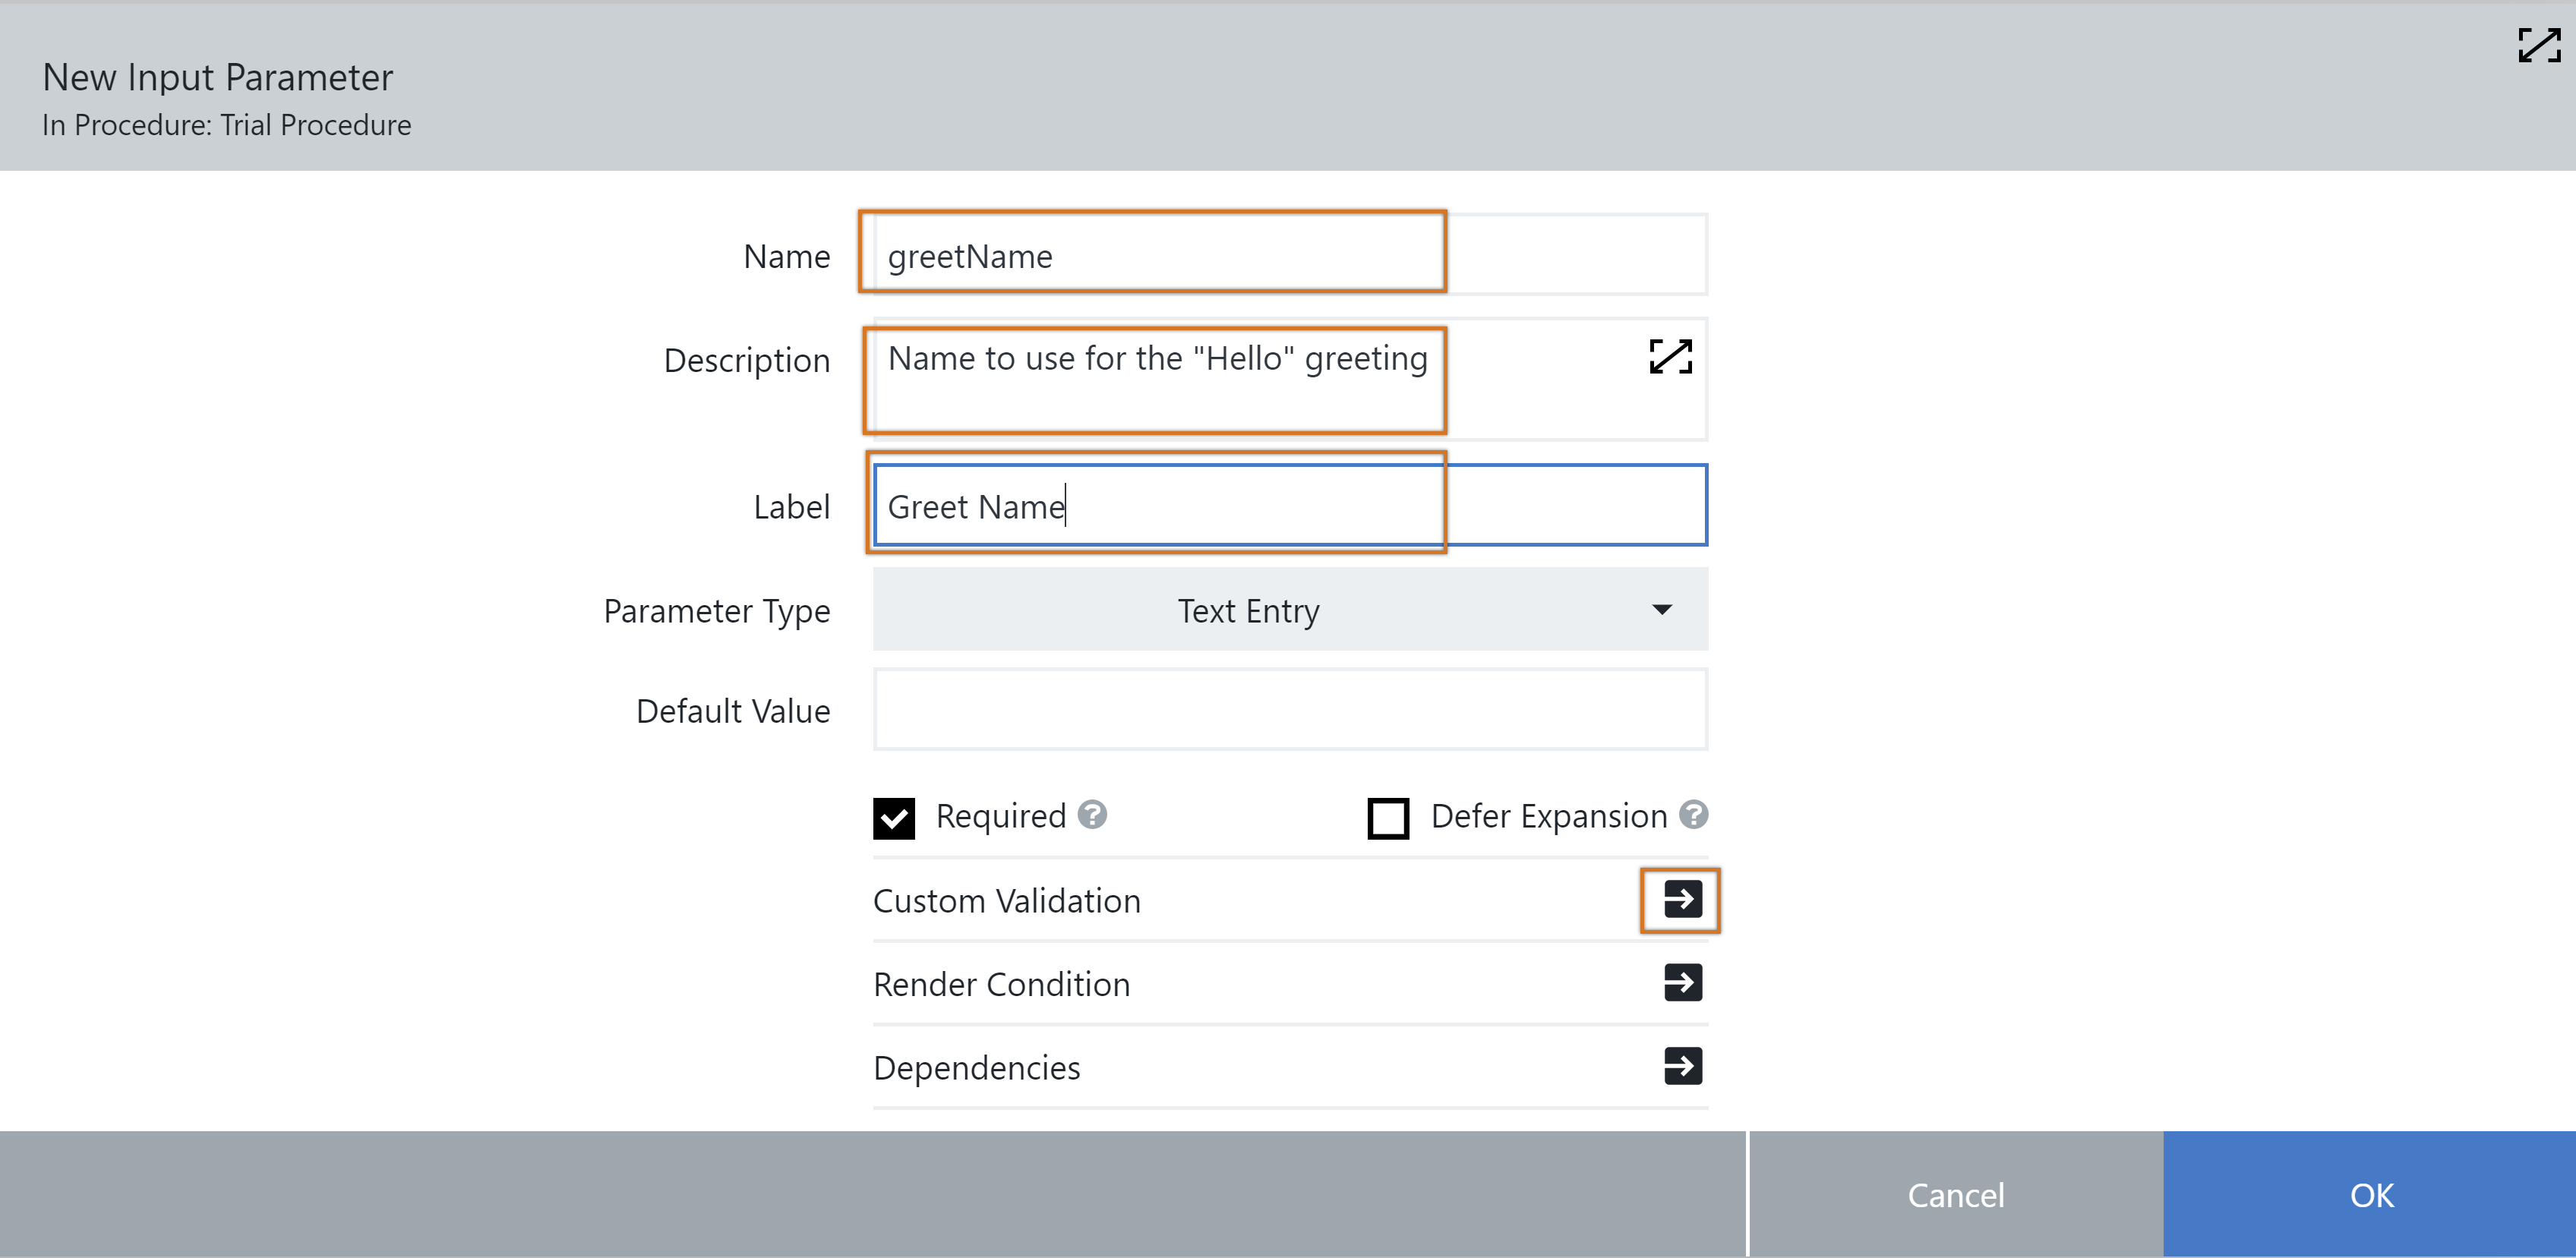 New Input Parameter
In Procedure: Trial Procedure
Name greetName
Description Name to use for the "Hello" greeting
Label Greet Name
Parameter Type Text Entry
Default Value
Required ? Defer Expansion ?
Custom Validation
Render Condition
Dependencies
Cancel OK